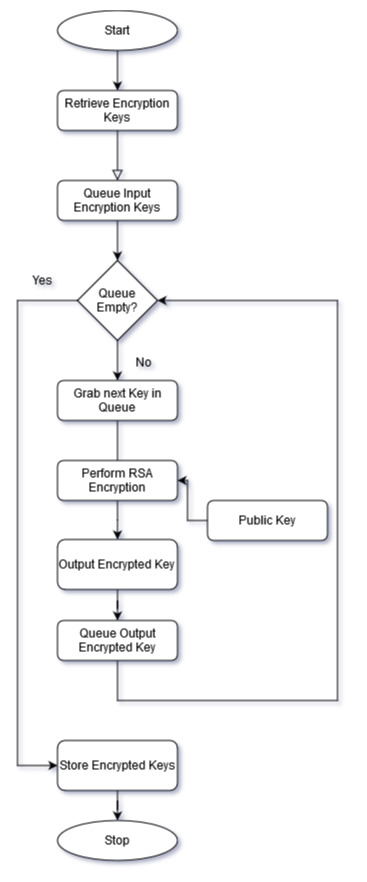 Start
Retrieve Encryption
Keys
Queue Input
Encryption Keys
Yes
Queue
Empty?
No
Grab next Key in
Queue
Perform RSA
Encryption
Public Key
Output Encrypted Key
Queue Output
Encrypted Key
Store Encrypted Keys
Stop